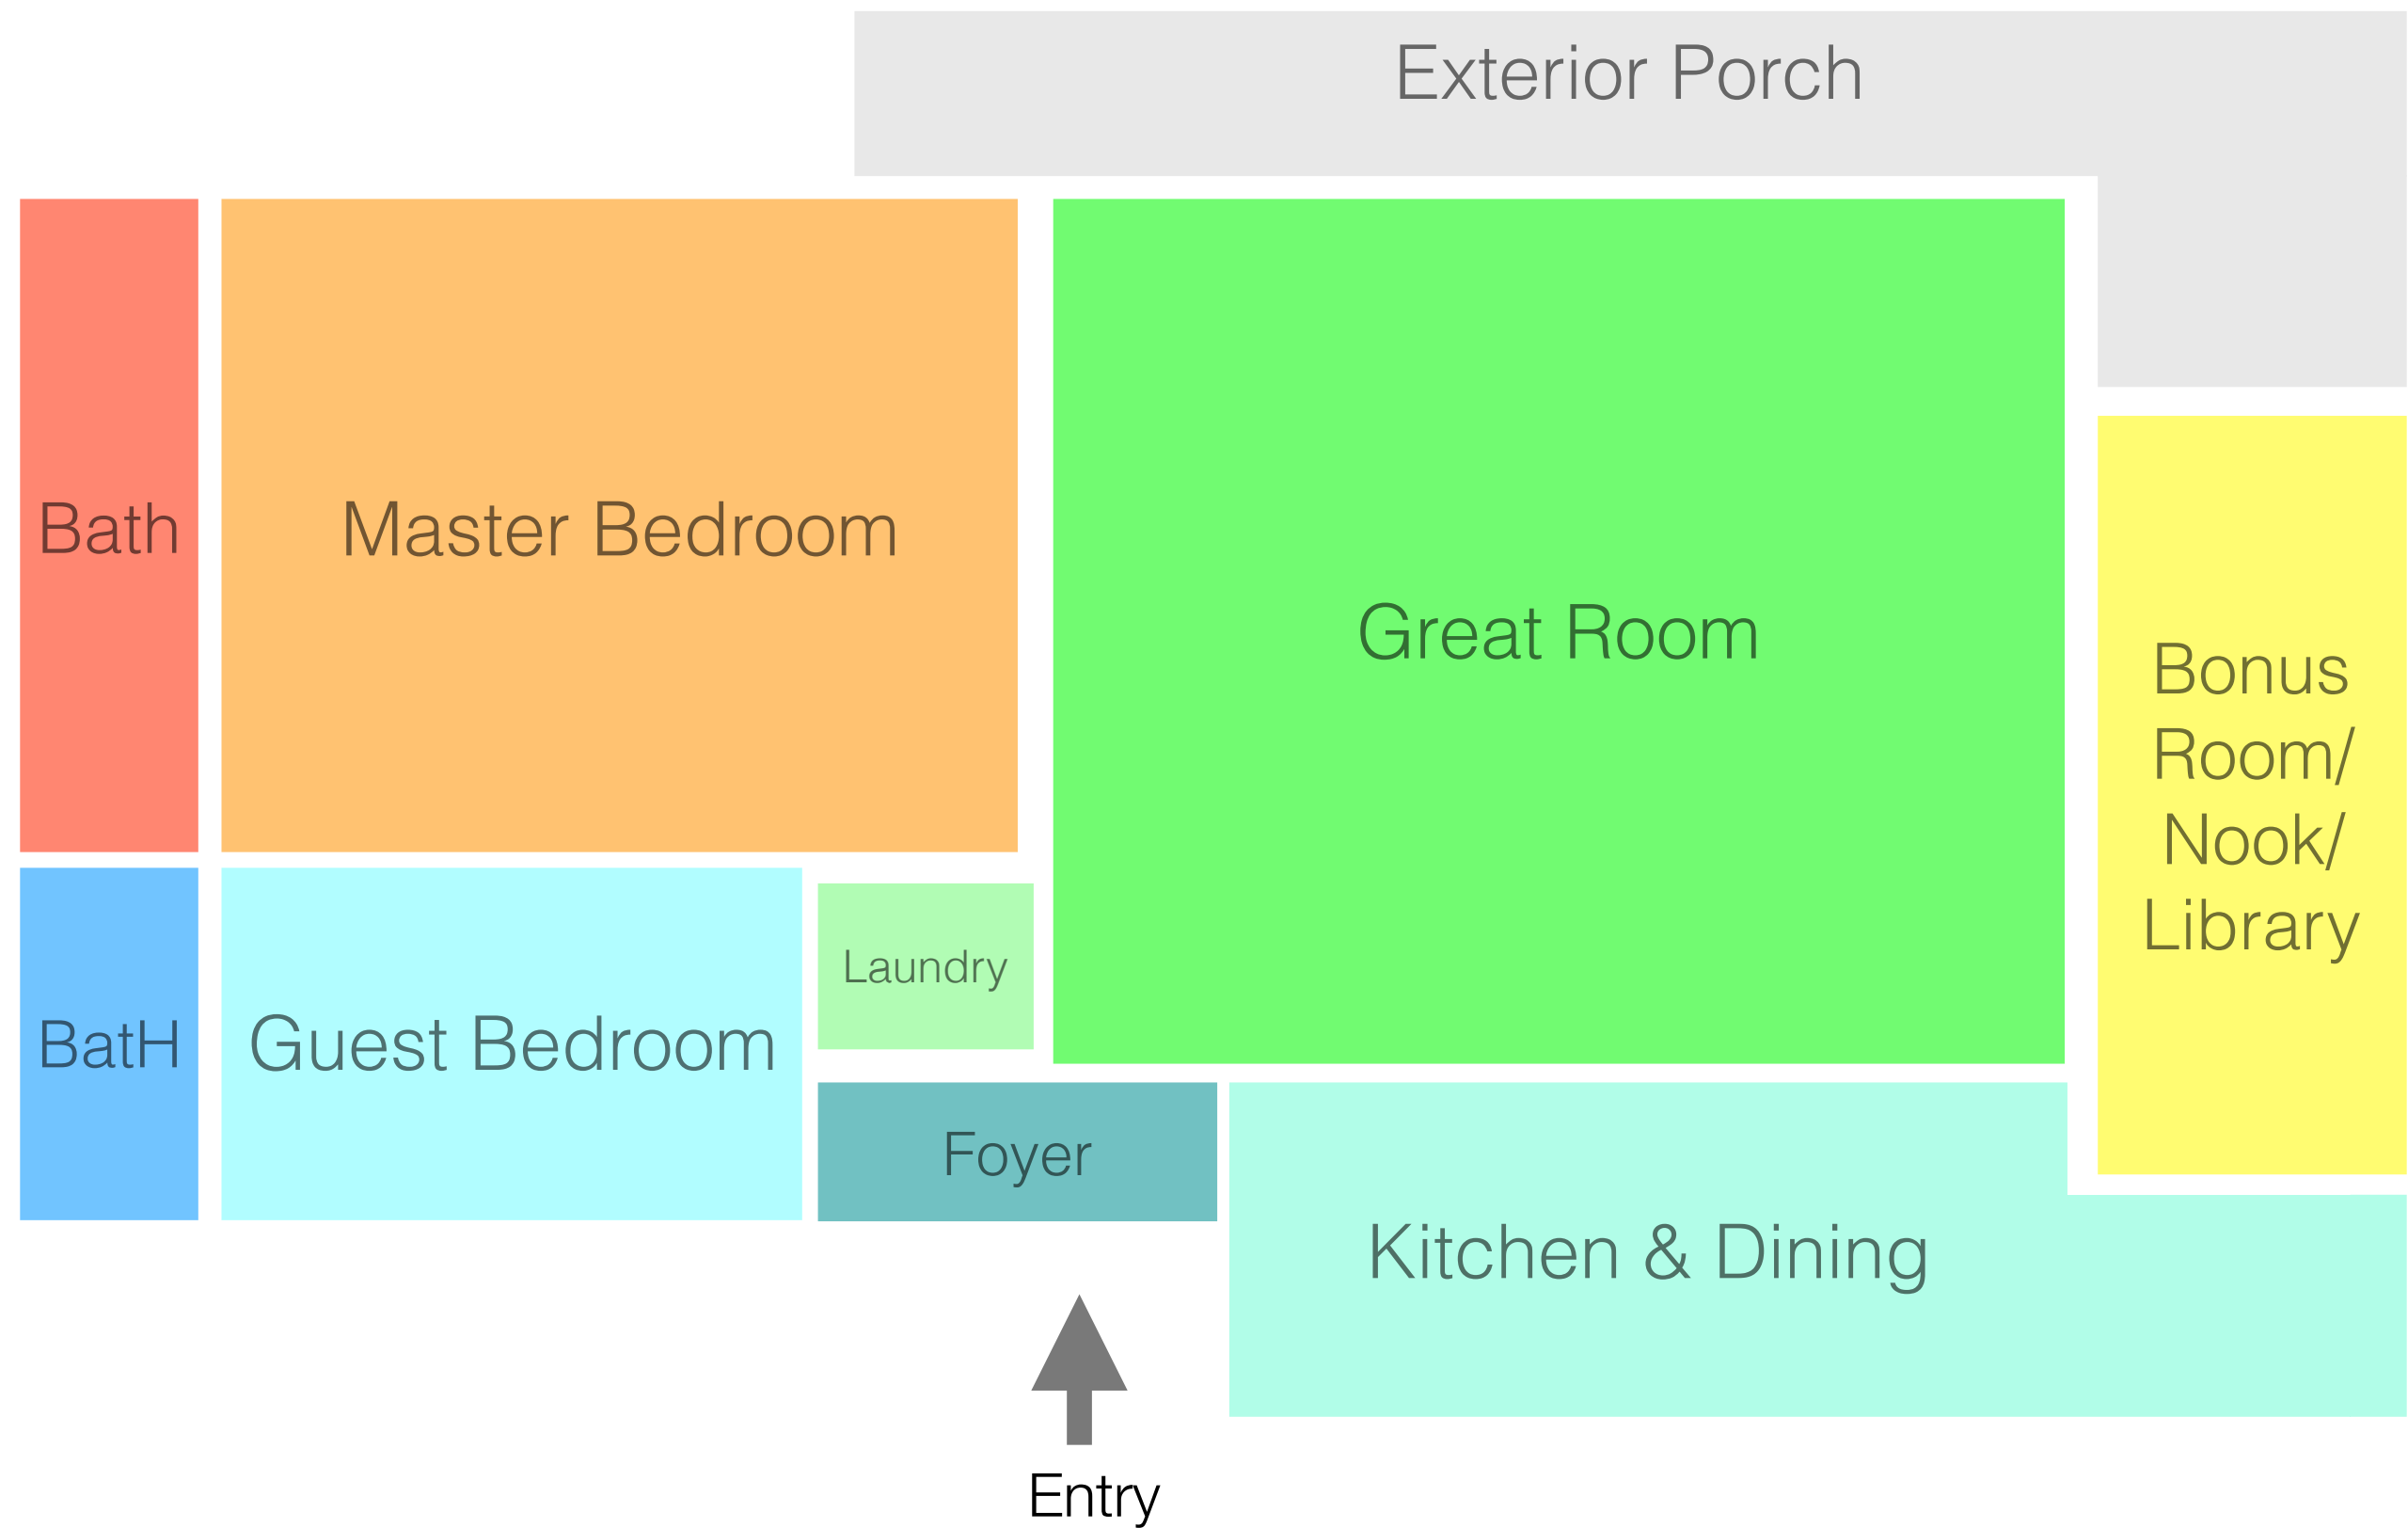 Exterior Porch
Bath
Master Bedroom
Great Room
Bonus
Room/
Nook/
Library
Laundry
BatH
Guest Bedroom
Foyer
Kitchen & Dining
Entry